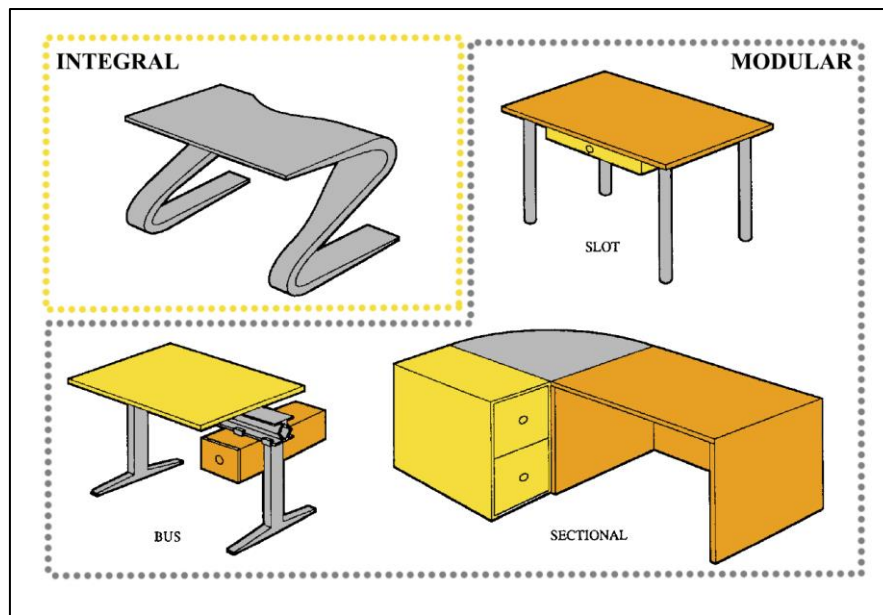 INTEGRAL
MODULAR
SLOT
BUS
SECTIONAL